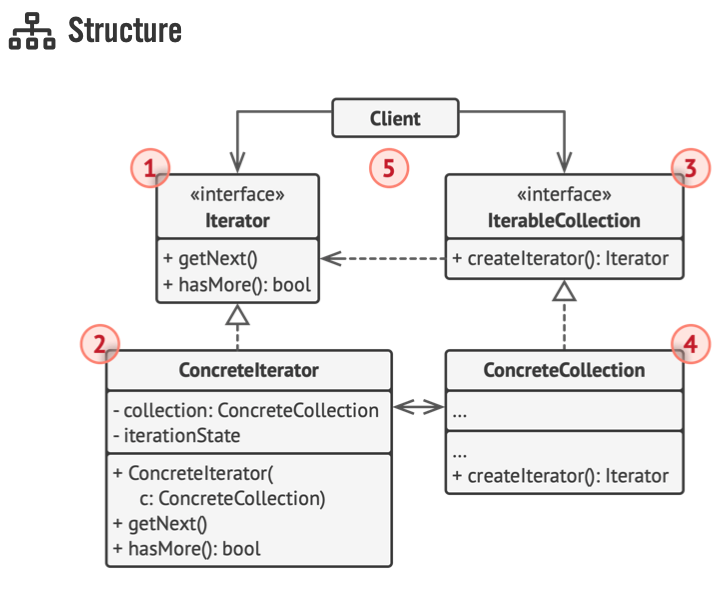 Structure
Client
1
5
3
«interface»
Iterator
+ getNext()
+ hasMore(): bool
«interface»
IterableCollection
+ createIterator(): Iterator
2
ConcreteIterator
- collection: ConcreteCollection
- iterationState
+ ConcreteIterator(
c: ConcreteCollection)
+ getNext()
+ hasMore(): bool
4
ConcreteCollection
...
...
+ createIterator(): Iterator